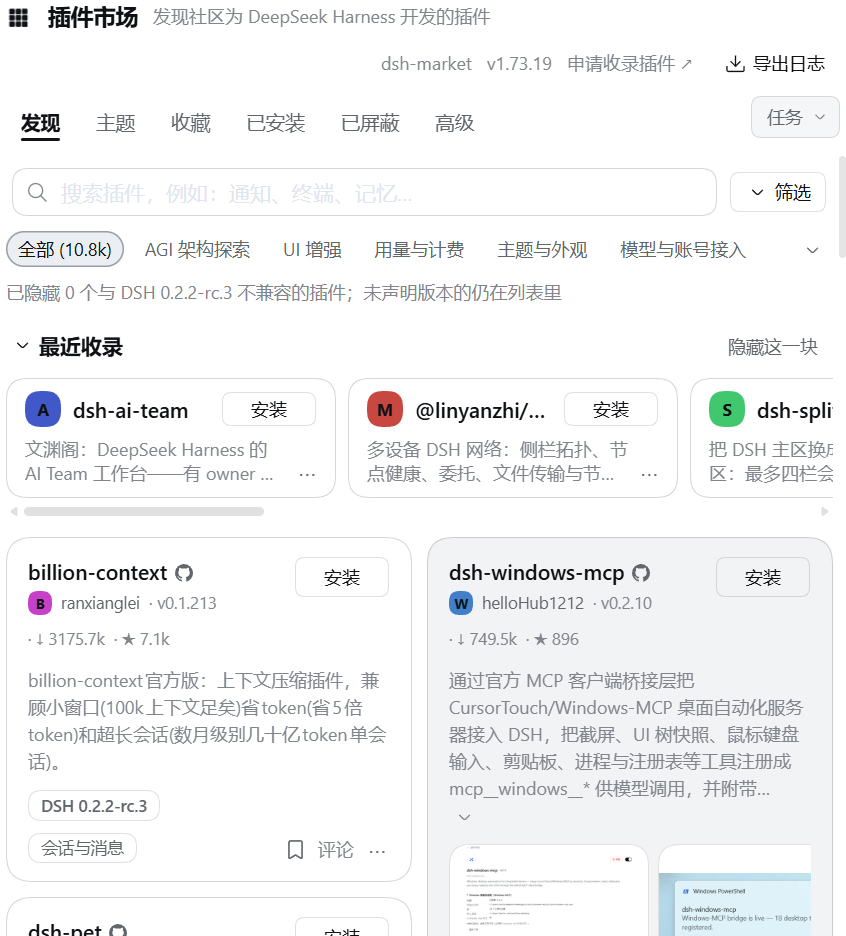 插件市场 发现社区为 DeepSeek Harness 开发的插件
dsh-market v1.73.19 申请收录插件 ↗ 导出日志
发现 主题 收藏 已安装 已屏蔽 高级 任务
搜索插件，例如：通知、终端、记忆... 筛选
全部 (10.8k) AGI 架构探索 UI 增强 用量与计费 主题与外观 模型与账号接入
已隐藏 0 个与 DSH 0.2.2-rc.3 不兼容的插件；未声明版本的仍在列表里
最近收录 隐藏这一块
A dsh-ai-team 安装
文渊阁：DeepSeek Harness 的
AI Team 工作台——有 owner ... ...
M @linyanzhi/... 安装
多设备 DSH 网络：侧栏拓扑、节
点健康、委托、文件传输与节... ...
S dsh-spli
把 DSH 主区换成
区：最多四栏会
billion-context 安装
B ranxianglei · v0.1.213
· ↓ 3175.7k · ★ 7.1k
billion-context官方版：上下文压缩插件，兼
顾小窗口(100k上下文足矣)省token(省5倍
token)和超长会话(数月级别几十亿token单会
话)。
DSH 0.2.2-rc.3
会话与消息 评论 ...
dsh-windows-mcp 安装
W helloHub1212 · v0.2.10
· ↓ 749.5k · ★ 896
通过官方 MCP 客户端桥接层把
CursorTouch/Windows-MCP 桌面自动化服务
器接入 DSH，把截屏、UI 树快照、鼠标键盘
输入、剪贴板、进程与注册表等工具注册成
mcp__windows__* 供模型调用，并附带...
dsh-windows-mcp
Windows PowerShell
dsh-windows-mcp
Windows-MCP bridge is live — 18 desktop t
registered.
dsh-pet 安装